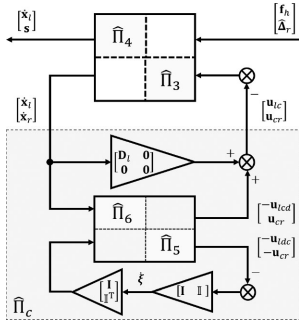 [ẋ_l s]
Π̂_4
[f_h Δ̂_r]
Π̂_3
−
[ẋ_l ẋ_r]
[u_lc u_cr]
[D_l 0 0 0]
+
+
Π̂_6
[−u_lcd u_cr]
Π̂_5
[−u_ldc −u_cr]
ξ
−
[I 𝕀^T]
[I 𝕀]
Π̂_c